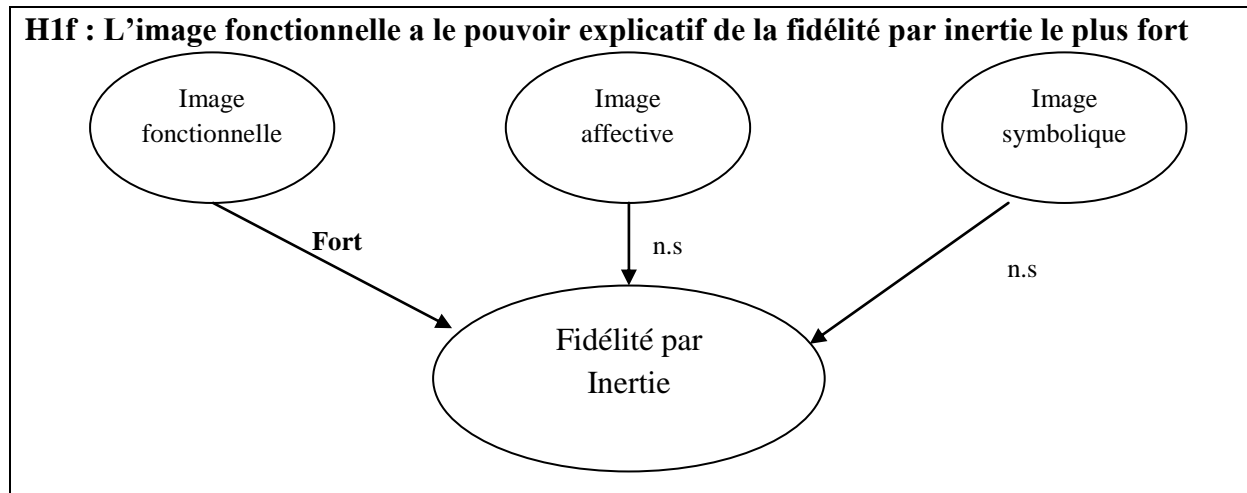 H1f : L’image fonctionnelle a le pouvoir explicatif de la fidélité par inertie le plus fort
Image
fonctionnelle
Image
affective
Image
symbolique
Fort
n.s
n.s
Fidélité par
Inertie